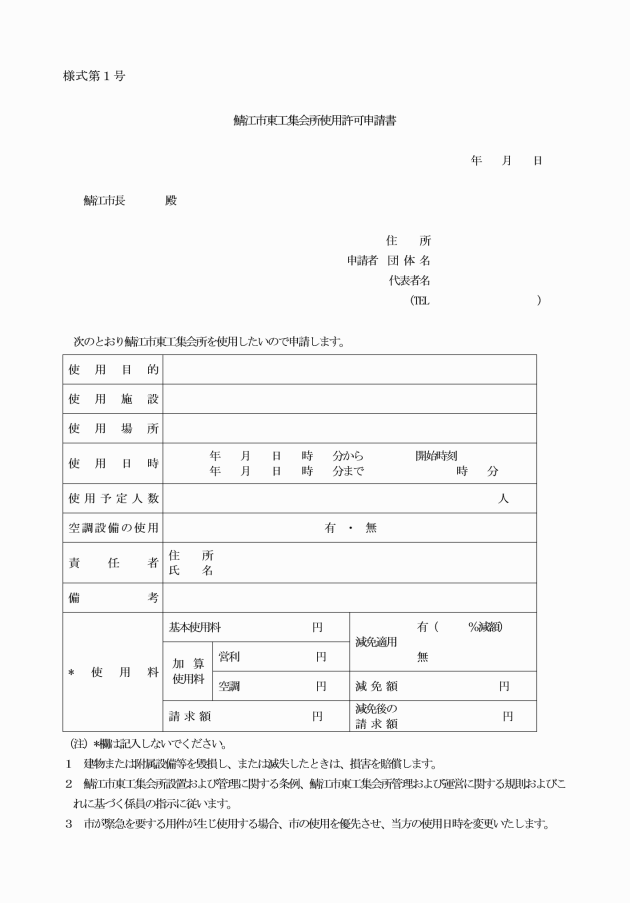 様式第１号
鯖江市東工集会所使用許可申請書
年　　月　　日
鯖江市長　　　　殿
住　　所
申請者　団 体 名
代表者名
（TEL　　　　　　　　　　）
次のとおり鯖江市東工集会所を使用したいので申請します。
使　用　目　的
使　用　施　設
使　用　場　所
使　用　日　時　　年　　月　　日　　時　　分から　　　　　開始時刻
年　　月　　日　　時　　分まで　　　　　　　　　時　　分
使用予定人数　　人
空調設備の使用　　有　・　無
責　任　者　　住　　所
氏　　名
備　　　考
＊　使　用　料　　基本使用料　　円　　減免適用　　有（　　　％減額）
無
加　算　使用料　　営利　　円
空調　　円　　減 免 額　　円
請 求 額　　円　　減免後の
請 求 額　　円
（注）＊欄は記入しないでください。
１　建物または附属設備等を毀損し、または滅失したときは、損害を賠償します。
２　鯖江市東工集会所設置および管理に関する条例、鯖江市東工集会所管理および運営に関する規則およびこ
れに基づく係員の指示に従います。
３　市が緊急を要する用件が生じ使用する場合、市の使用を優先させ、当方の使用日時を変更いたします。